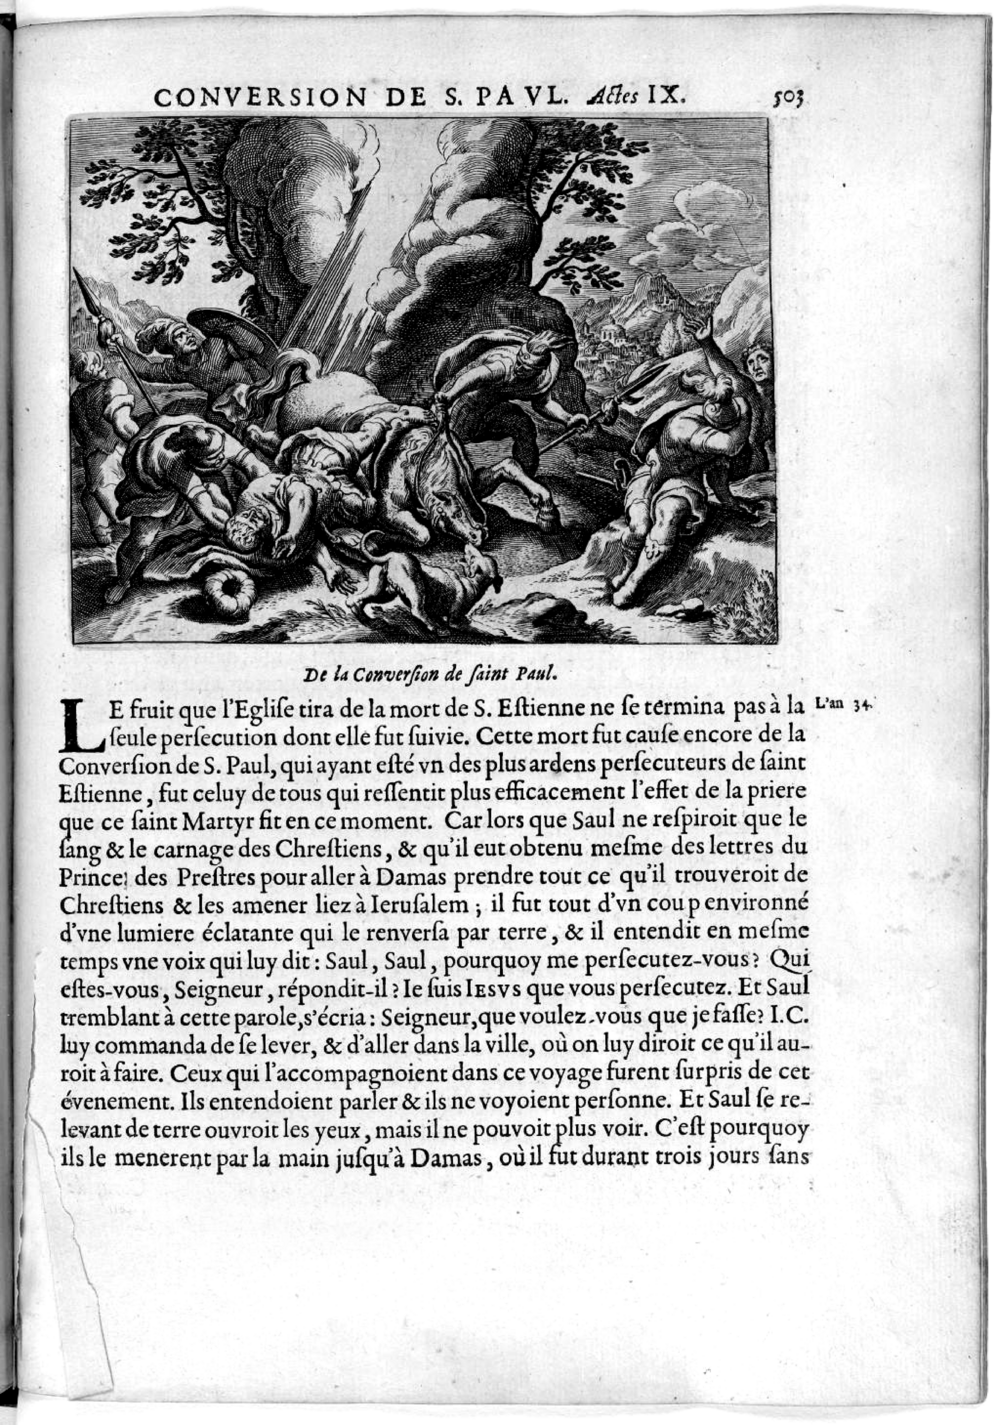 CONVERSION DE S. PAVL. Actes IX. 503
De la Converſion de ſaint Paul.
LE fruit que l'Egliſe tira de la mort de S. Eſtienne ne ſe termina pas à la L'an 34.
ſeule perſecution dont elle fut ſuivie. Cette mort fut cauſe encore de la
Converſion de S. Paul, qui ayant eſté vn des plus ardens perſecuteurs de ſaint
Eſtienne, fut celuy de tous qui reſſentit plus efficacement l'effet de la priere
que ce ſaint Martyr fit en ce moment. Car lors que Saul ne reſpiroit que le
ſang & le carnage des Chreſtiens, & qu'il eut obtenu meſme des lettres du
Prince des Preſtres pour aller à Damas prendre tout ce qu'il trouveroit de
Chreſtiens & les amener liez à Ieruſalem ; il fut tout d'vn coup environné
d'vne lumiere éclatante qui le renverſa par terre, & il entendit en meſme
temps vne voix qui luy dit : Saul, Saul, pourquoy me perſecutez-vous ? Qui
eſtes-vous, Seigneur, répondit-il ? Ie ſuis IESVS que vous perſecutez. Et Saul
tremblant à cette parole, s'écria : Seigneur, que voulez-vous que je faſſe ? I.C.
luy commanda de ſe lever, & d'aller dans la ville, où on luy diroit ce qu'il au-
roit à faire. Ceux qui l'accompagnoient dans ce voyage furent ſurpris de cet
évenement. Ils entendoient parler & ils ne voyoient perſonne. Et Saul ſe re-
levant de terre ouvroit les yeux, mais il ne pouvoit plus voir. C'eſt pourquoy
ils le menerent par la main juſqu'à Damas, où il fut durant trois jours ſans